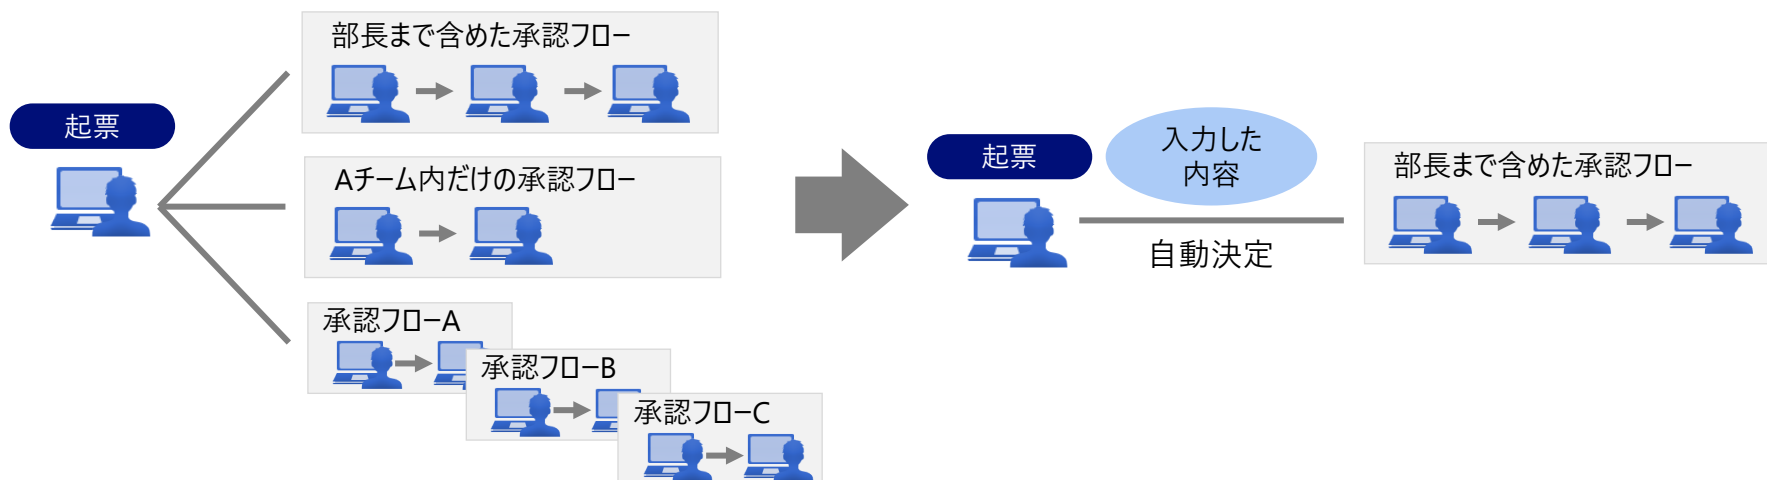 部長まで含めた承認フロー
起票
Aチーム内だけの承認フロー
承認フローA
承認フローB
承認フローC
起票
入力した
内容
自動決定
部長まで含めた承認フロー